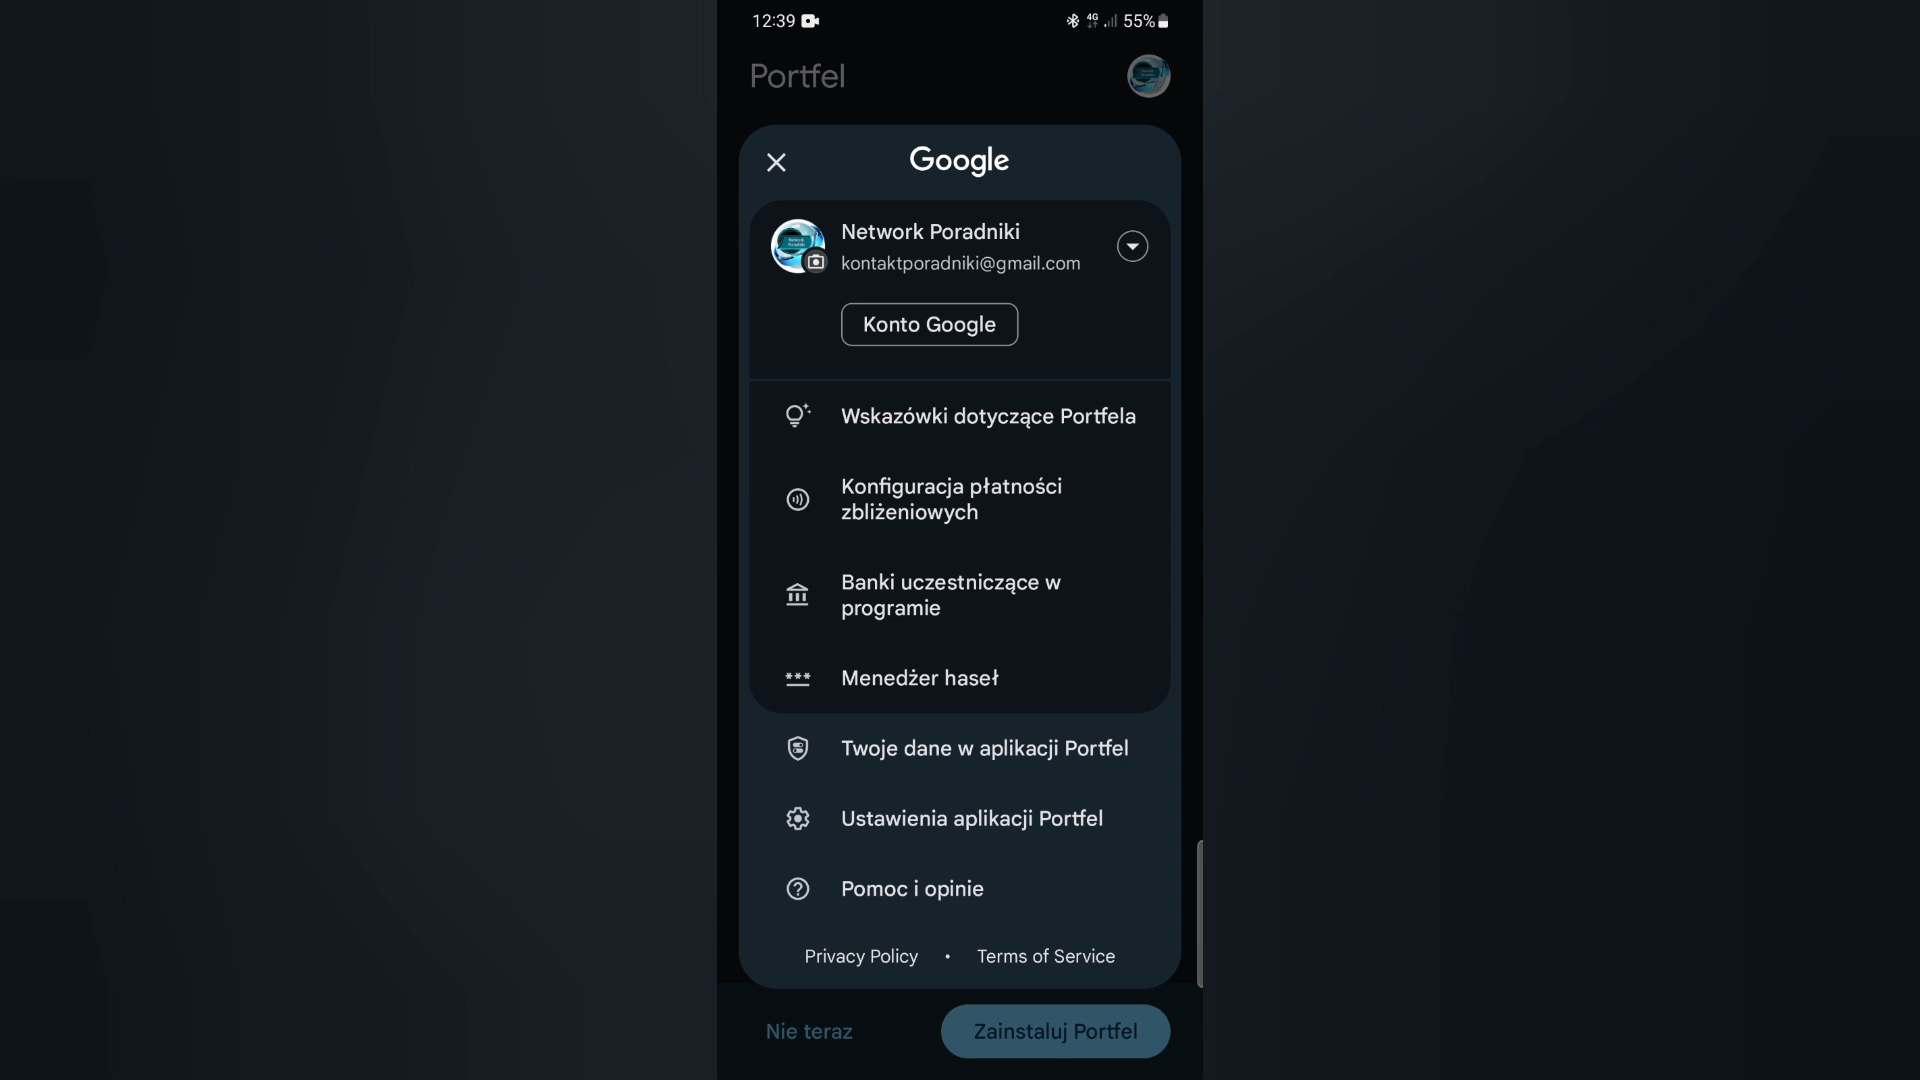 12:39
4G
55%
Portfel
Google
Network Poradniki
kontaktporadniki@gmail.com
Konto Google
Wskazówki dotyczące Portfela
Konfiguracja płatności
zbliżeniowych
Banki uczestniczące w
programie
Menedżer haseł
Twoje dane w aplikacji Portfel
Ustawienia aplikacji Portfel
Pomoc i opinie
Privacy Policy • Terms of Service
Nie teraz
Zainstaluj Portfel